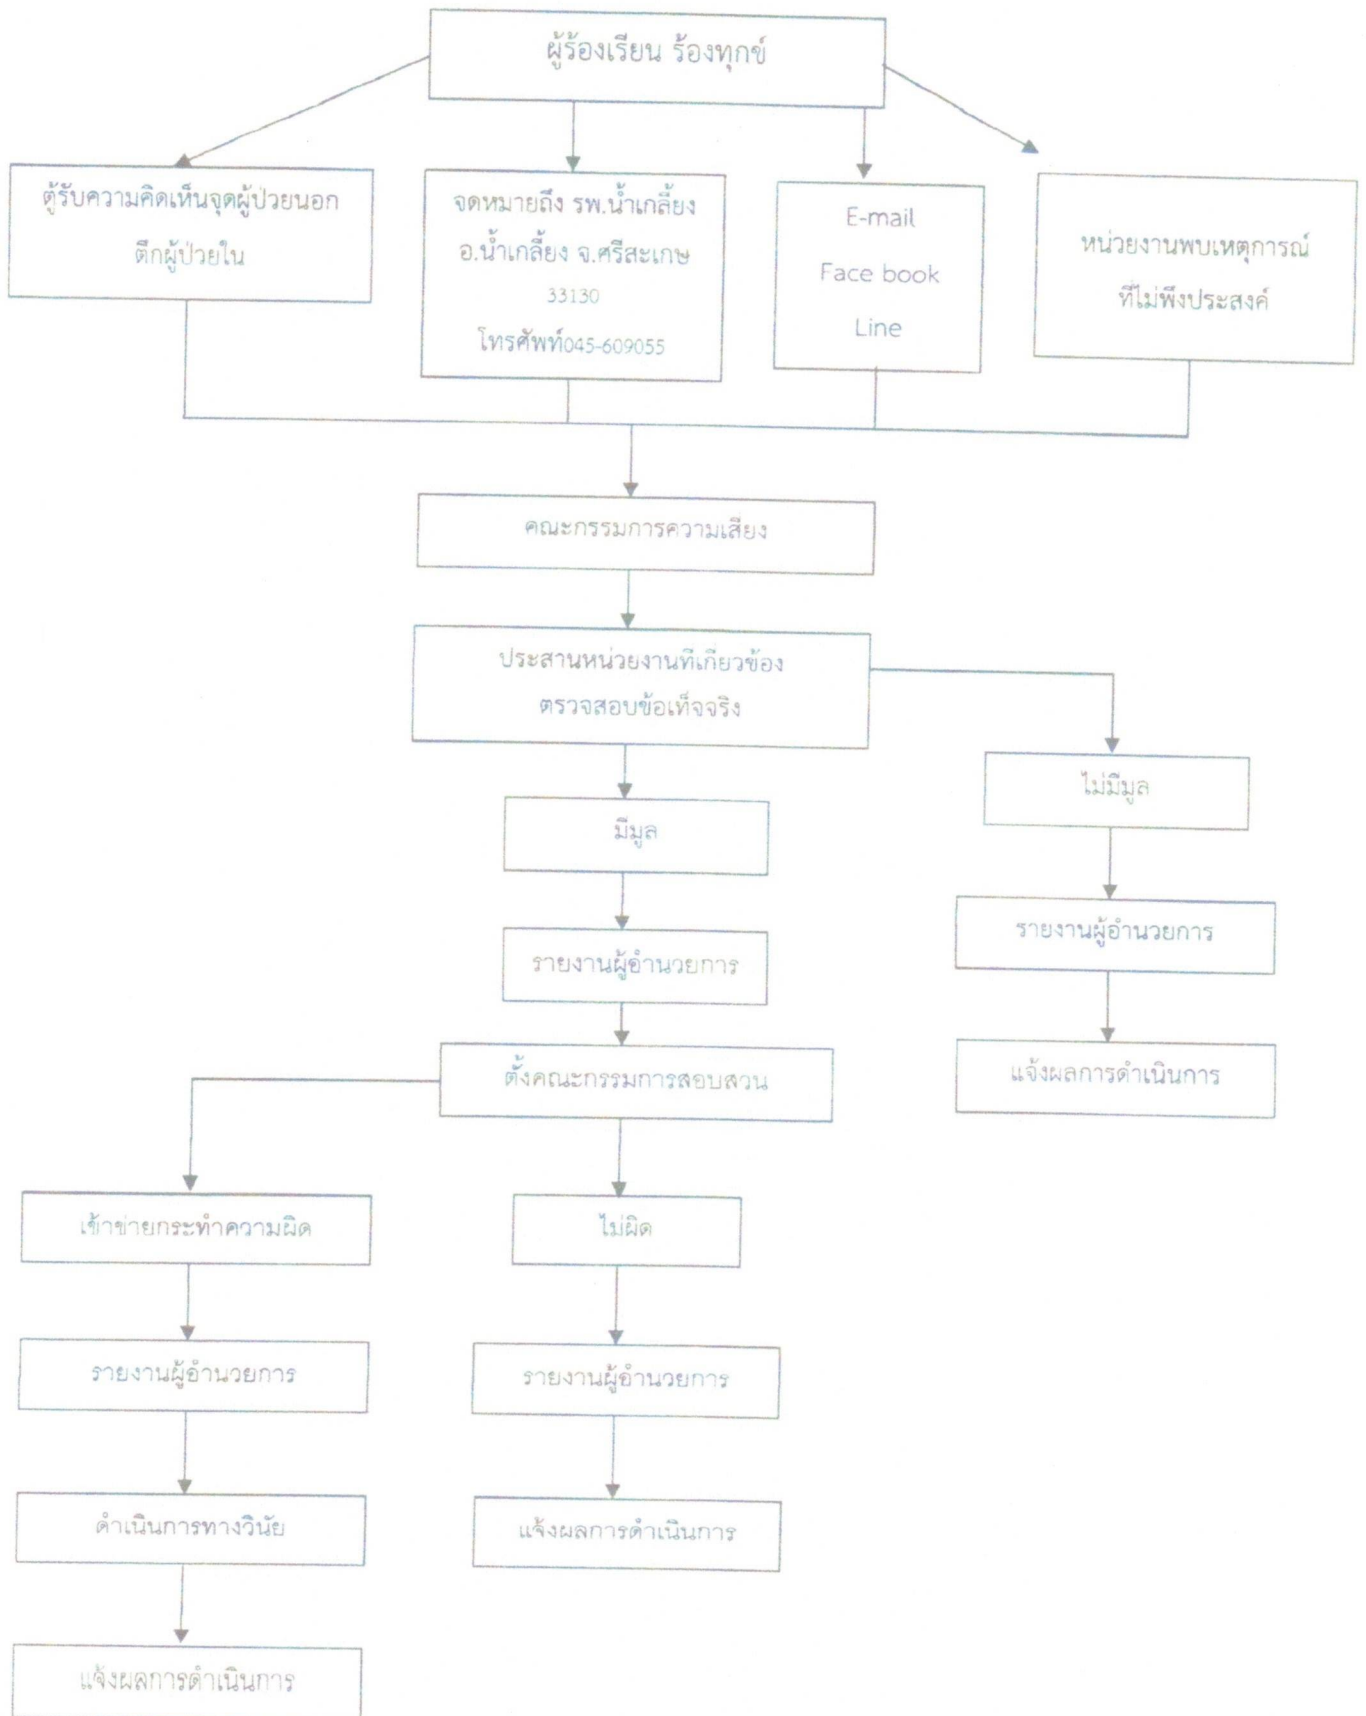 ผู้ร้องเรียน ร้องทุกข์
ตู้รับความคิดเห็นจุดผู้ป่วยนอก
ตึกผู้ป่วยใน
จดหมายถึง รพ.น้ำเกลี้ยง
อ.น้ำเกลี้ยง จ.ศรีสะเกษ
33130
โทรศัพท์045-609055
E-mail
Face book
Line
หน่วยงานพบเหตุการณ์
ที่ไม่พึงประสงค์
คณะกรรมการความเสี่ยง
ประสานหน่วยงานที่เกี่ยวข้อง
ตรวจสอบข้อเท็จจริง
มีมูล
ไม่มีมูล
รายงานผู้อำนวยการ
รายงานผู้อำนวยการ
ตั้งคณะกรรมการสอบสวน
แจ้งผลการดำเนินการ
เข้าข่ายกระทำความผิด
ไม่ผิด
รายงานผู้อำนวยการ
รายงานผู้อำนวยการ
ดำเนินการทางวินัย
แจ้งผลการดำเนินการ
แจ้งผลการดำเนินการ